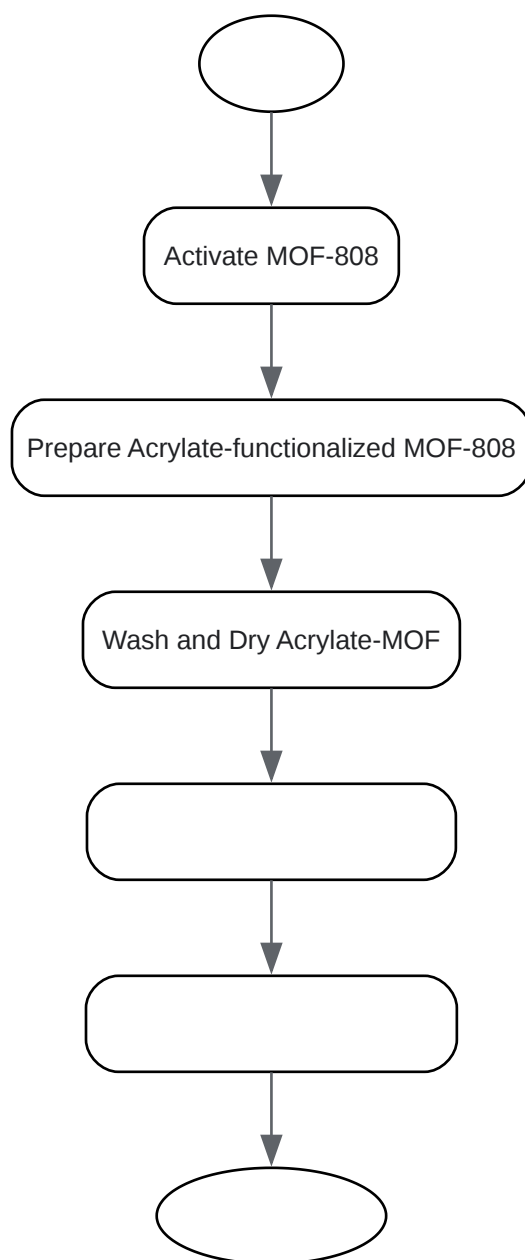 Activate MOF-808
Prepare Acrylate-functionalized MOF-808
Wash and Dry Acrylate-MOF